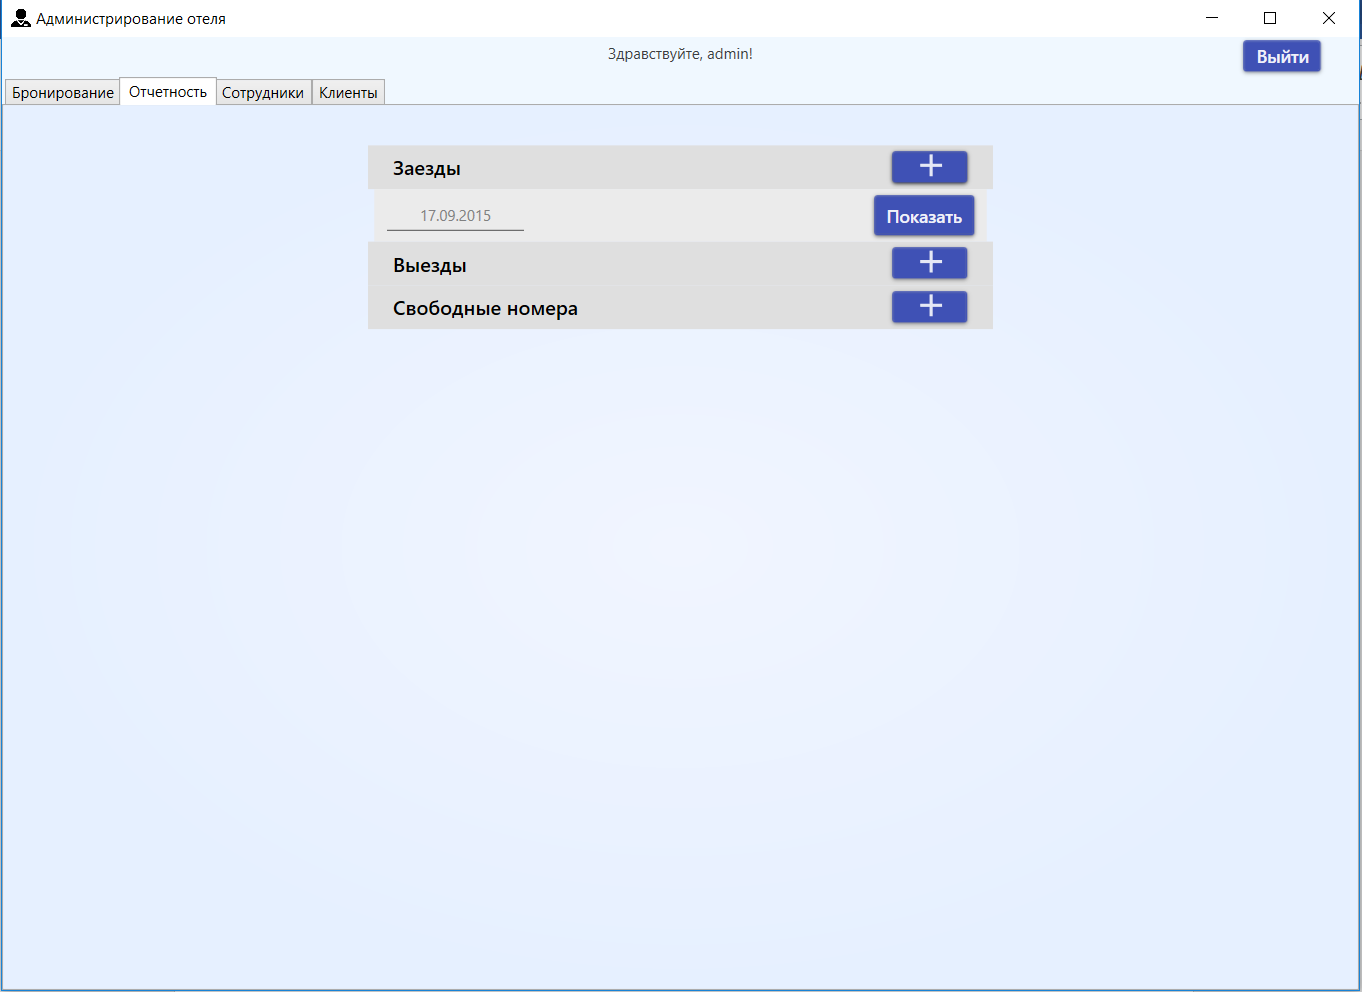 Администрирование отеля
Здравствуйте, admin!
Выйти
Бронирование Отчетность Сотрудники Клиенты
Заезды
17.09.2015 Показать
Выезды
Свободные номера